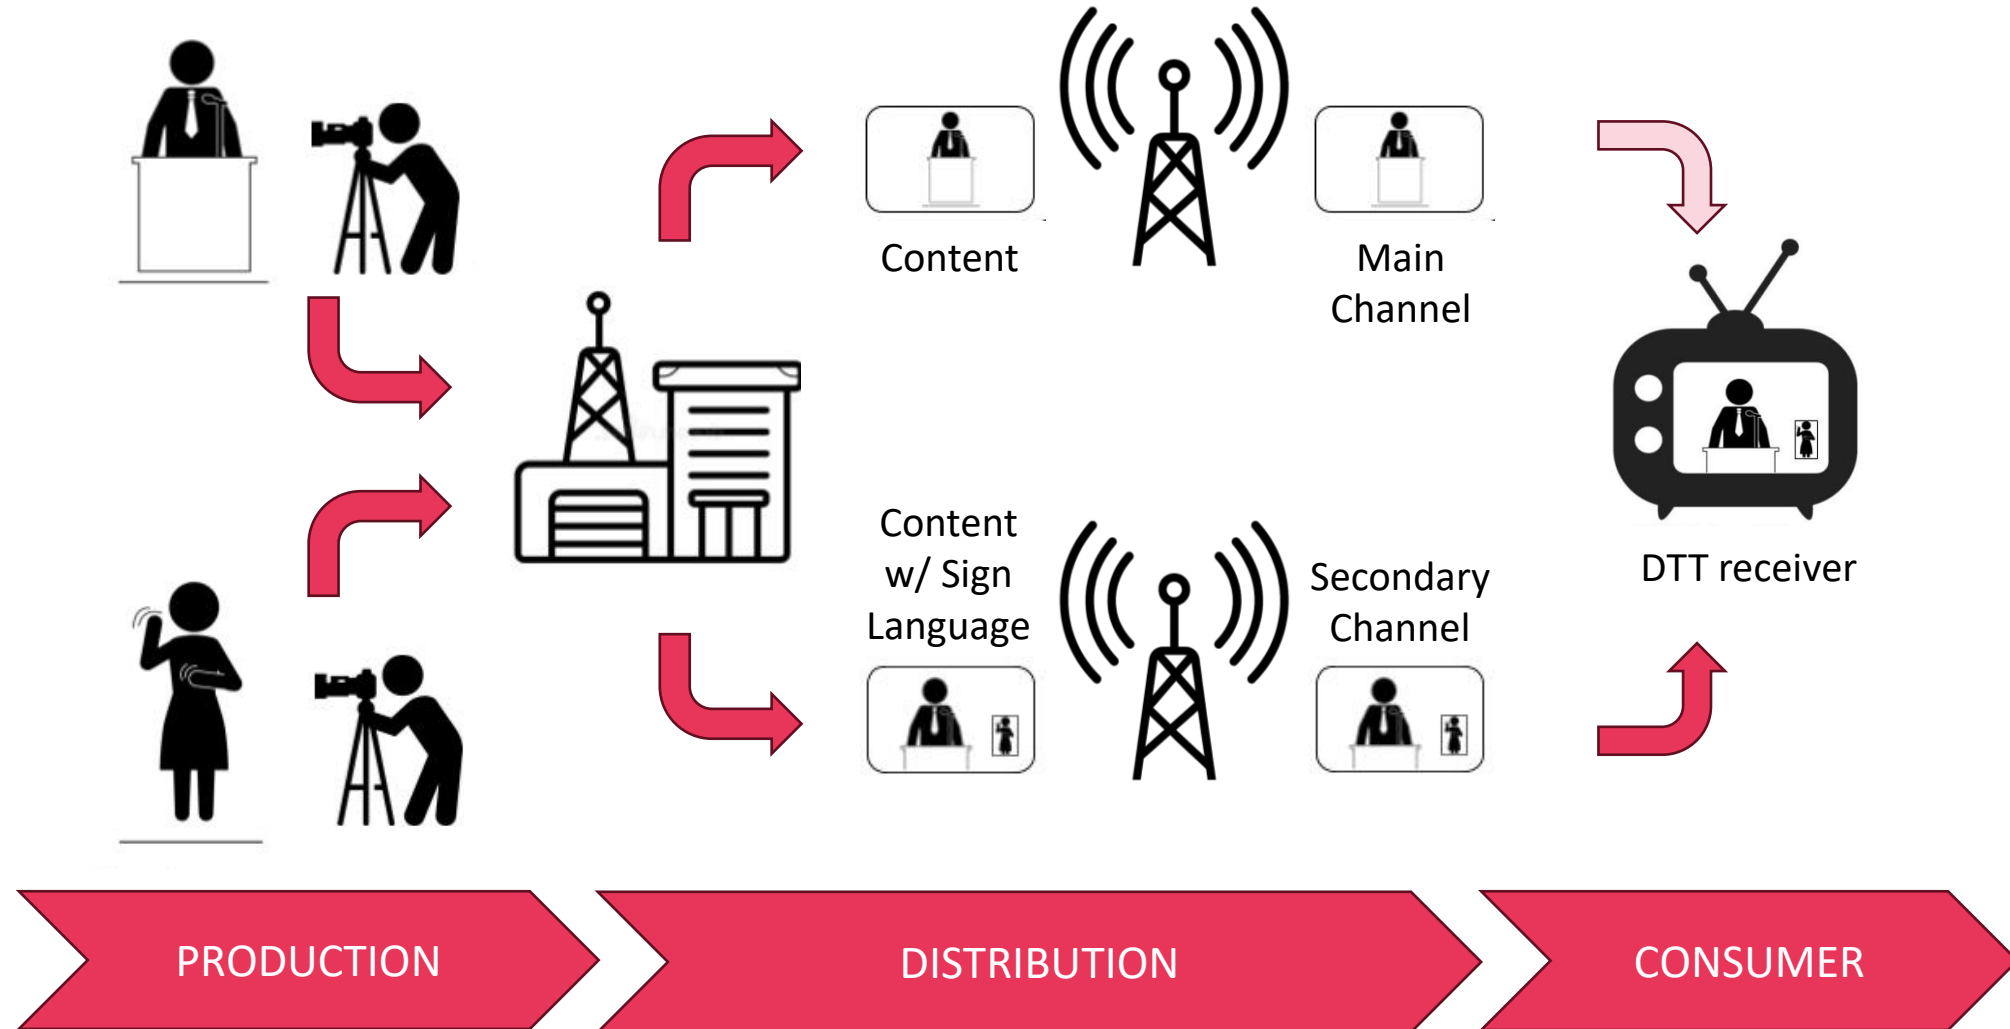 Content
Main
Channel
Content
w/ Sign
Language
Secondary
Channel
DTT receiver
PRODUCTION
DISTRIBUTION
CONSUMER